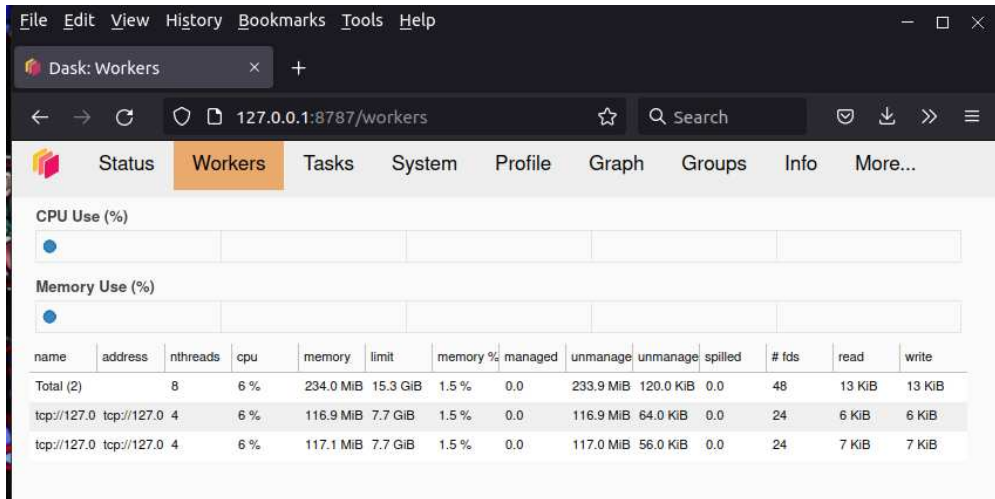 File Edit View History Bookmarks Tools Help
Dask: Workers
127.0.0.1:8787/workers Search
Status Workers Tasks System Profile Graph Groups Info More...
CPU Use (%)
Memory Use (%)
name address nthreads cpu memory limit memory % managed unmanage unmanage spilled # fds read write
Total (2) 8 6 % 234.0 MiB 15.3 GiB 1.5 % 0.0 233.9 MiB 120.0 KiB 0.0 48 13 KiB 13 KiB
tcp://127.0 tcp://127.0 4 6 % 116.9 MiB 7.7 GiB 1.5 % 0.0 116.9 MiB 64.0 KiB 0.0 24 6 KiB 6 KiB
tcp://127.0 tcp://127.0 4 6 % 117.1 MiB 7.7 GiB 1.5 % 0.0 117.0 MiB 56.0 KiB 0.0 24 7 KiB 7 KiB